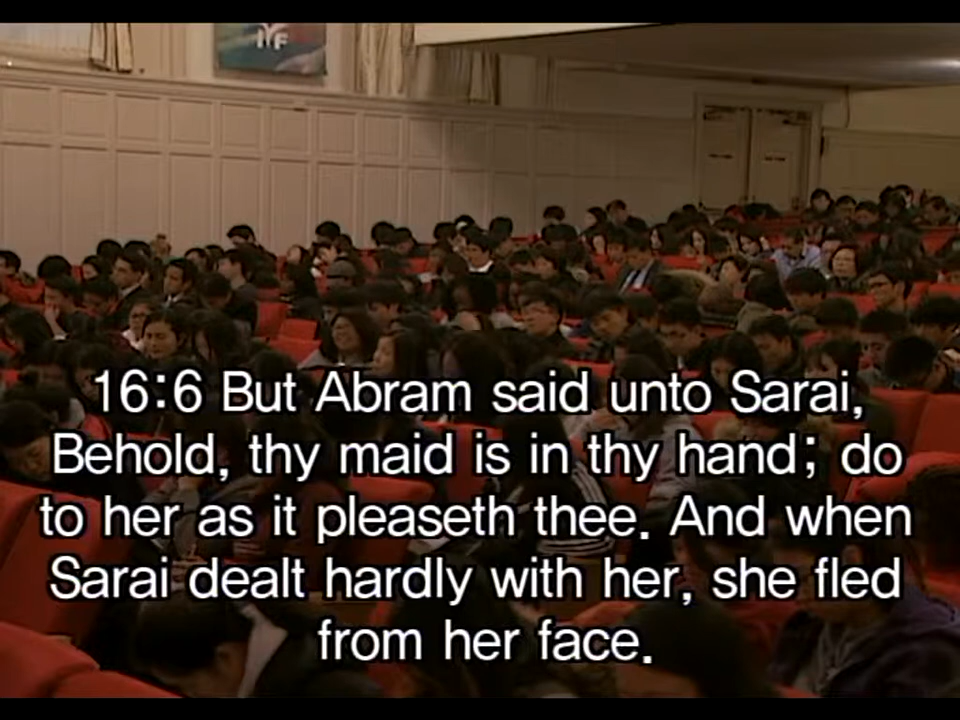 IYF
16:6 But Abram said unto Sarai,
Behold, thy maid is in thy hand; do
to her as it pleaseth thee. And when
Sarai dealt hardly with her, she fled
from her face.